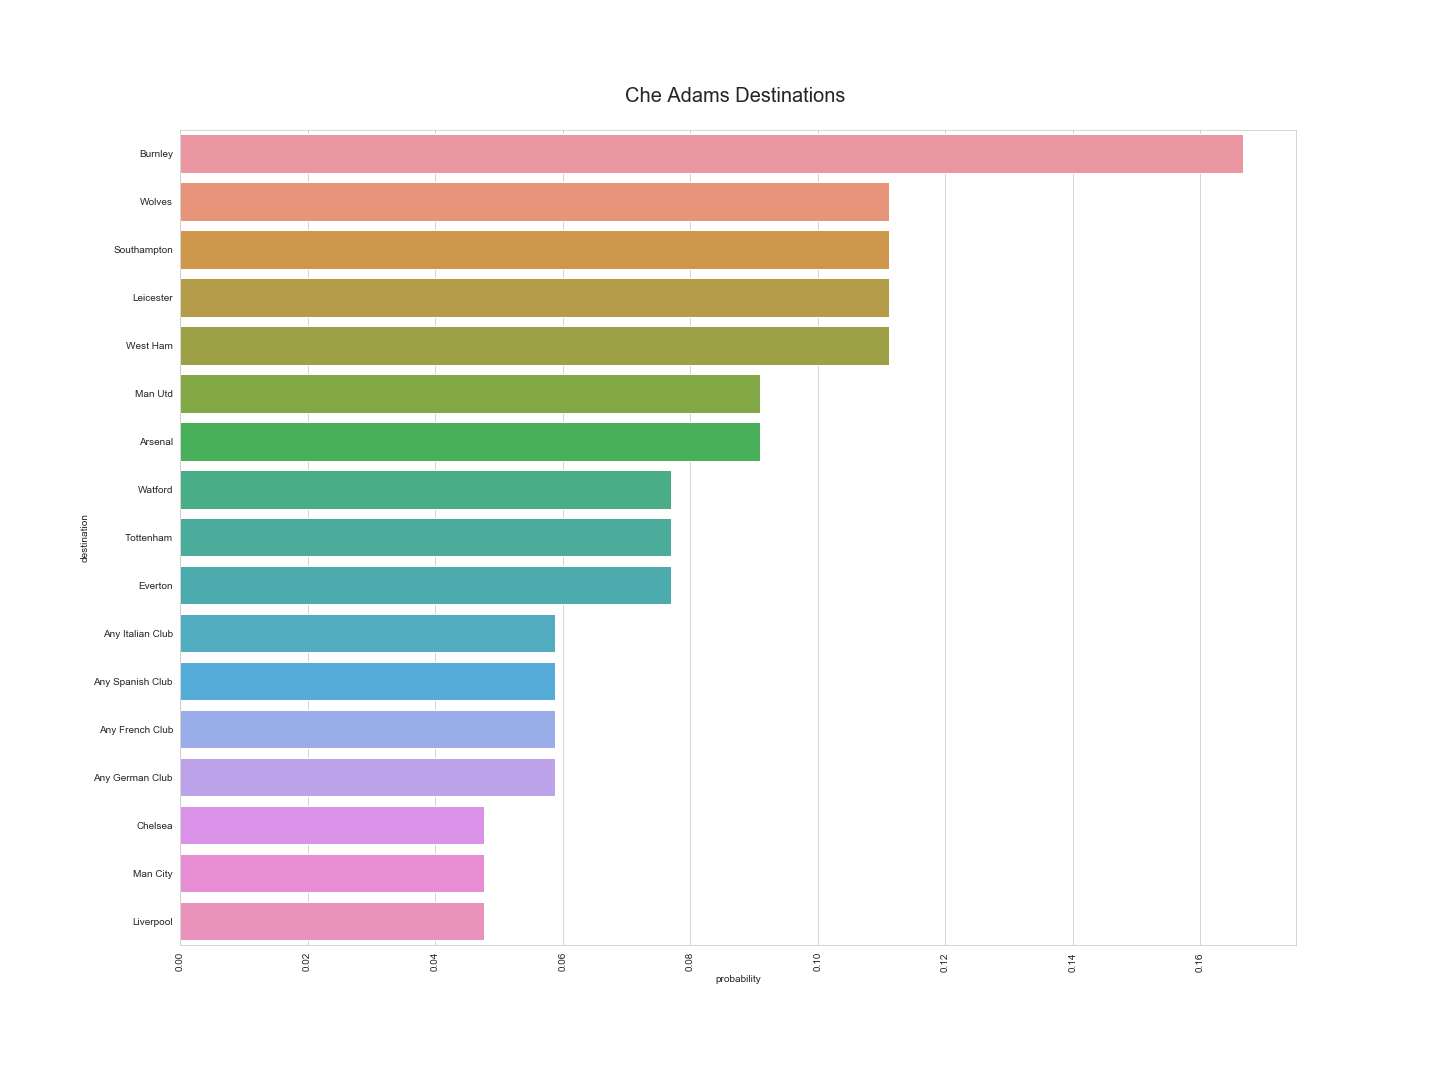 Che Adams Destinations
Burnley
Wolves
Southampton
Leicester
West Ham
Man Utd
Arsenal
Watford
Tottenham
Everton
Any Italian Club
Any Spanish Club
Any French Club
Any German Club
Chelsea
Man City
Liverpool
destination
0.00
0.02
0.04
0.06
0.08
0.10
0.12
0.14
0.16
probability